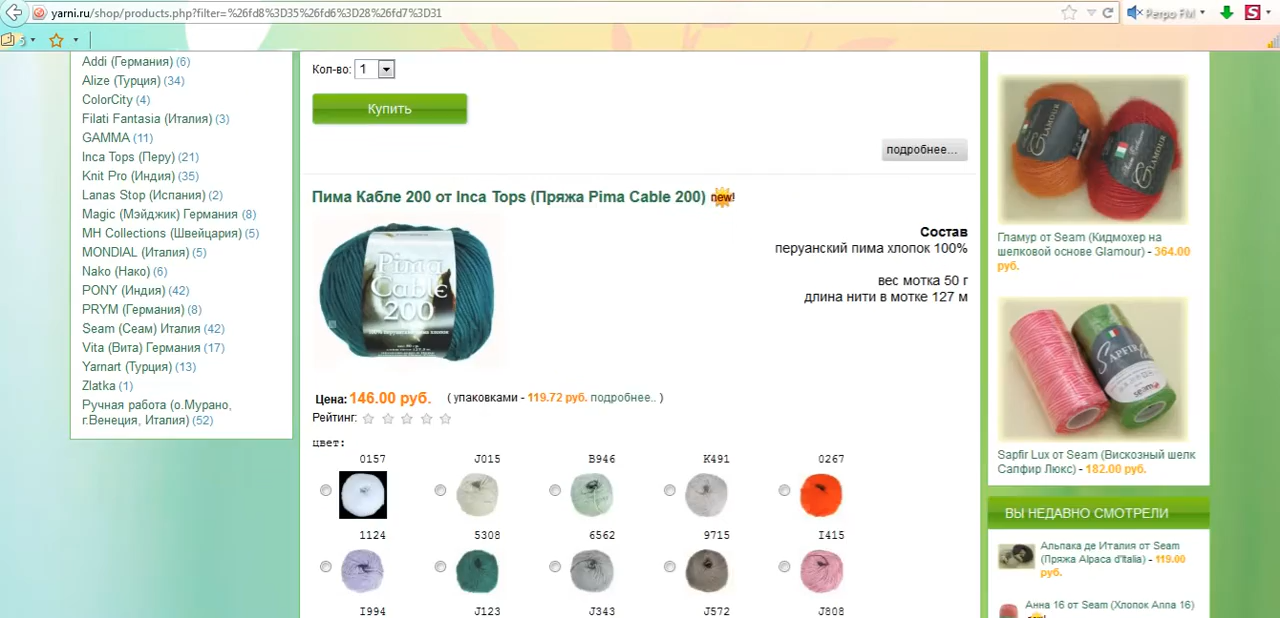 yarni.ru/shop/products.php?filter=%26fd8%3D35%26fd6%3D28%26fd7%3D31
Ретро FM
5
Addi (Германия) (6)
Alize (Турция) (34)
ColorCity (4)
Filati Fantasia (Италия) (3)
GAMMA (11)
Inca Tops (Перу) (21)
Knit Pro (Индия) (35)
Lanas Stop (Испания) (2)
Magic (Мэйджик) Германия (8)
MH Collections (Швейцария) (5)
MONDIAL (Италия) (5)
Nako (Нако) (6)
PONY (Индия) (42)
PRYM (Германия) (8)
Seam (Сеам) Италия (42)
Vita (Вита) Германия (17)
Yarnart (Турция) (13)
Zlatka (1)
Ручная работа (о.Мурано,
г.Венеция, Италия) (52)
Кол-во: 1
Купить
подробнее...
Пима Кабле 200 от Inca Tops (Пряжа Pima Cable 200) new!
Pima
Cable
200
Состав
перуанский пима хлопок 100%
вес мотка 50 г
длина нити в мотке 127 м
Цена: 146.00 руб. ( упаковками - 119.72 руб. подробнее.. )
Рейтинг:
цвет:
0157 J015 B946 K491 0267
1124 5308 6562 9715 I415
I994 J123 J343 J572 J808
GLAMOUR
GLAMOUR
Гламур от Seam (Кидмохер на
шелковой основе Glamour) - 364.00
руб.
SAPFIR
Sapfir Lux от Seam (Вискозный шелк
Сапфир Люкс) - 182.00 руб.
ВЫ НЕДАВНО СМОТРЕЛИ
Альпака де Италия от Seam
(Пряжа Alpaca d'Italia) - 119.00
руб.
Анна 16 от Seam (Хлопок Anna 16)